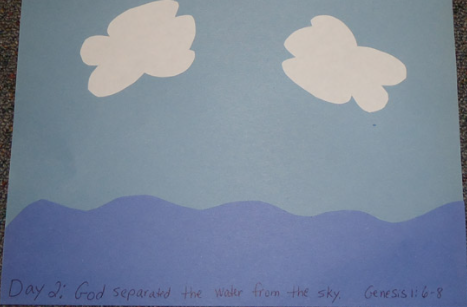 Day 2: God separated the water from the sky. Genesis 1:6-8